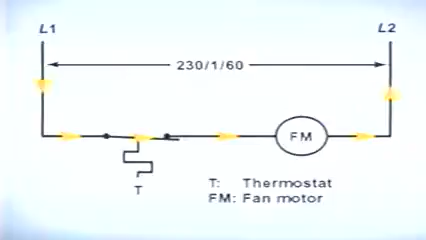 L1
L2
230/1/60
FM
T
T: Thermostat
FM: Fan motor